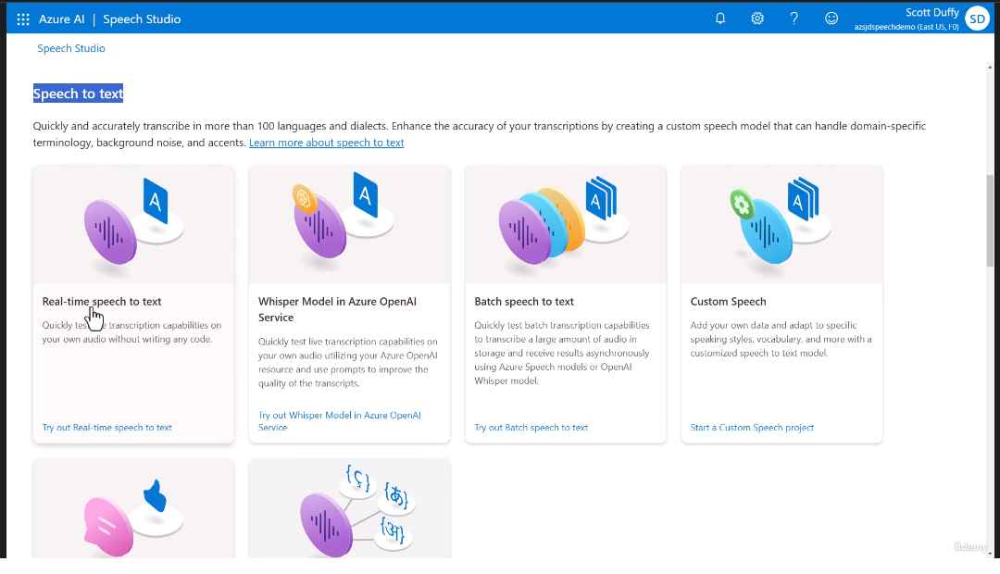 Azure AI | Speech Studio
Scott Duffy
azsjdspeechdemo (East US, F0)
SD
Speech Studio
Speech to text
Quickly and accurately transcribe in more than 100 languages and dialects. Enhance the accuracy of your transcriptions by creating a custom speech model that can handle domain-specific
terminology, background noise, and accents. Learn more about speech to text
A
A
A
A
Real-time speech to text
Quickly test live transcription capabilities on
your own audio without writing any code.
Try out Real-time speech to text
Whisper Model in Azure OpenAI
Service
Quickly test live transcription capabilities on
your own audio utilizing your Azure OpenAI
resource and use prompts to improve the
quality of the transcripts.
Try out Whisper Model in Azure OpenAI
Service
Batch speech to text
Quickly test batch transcription capabilities
to transcribe a large amount of audio in
storage and receive results asynchronously
using Azure Speech models or OpenAI
Whisper model.
Try out Batch speech to text
Custom Speech
Add your own data and adapt to specific
speaking styles, vocabulary, and more with a
customized speech to text model.
Start a Custom Speech project
{あ}
{अ}
Udemy